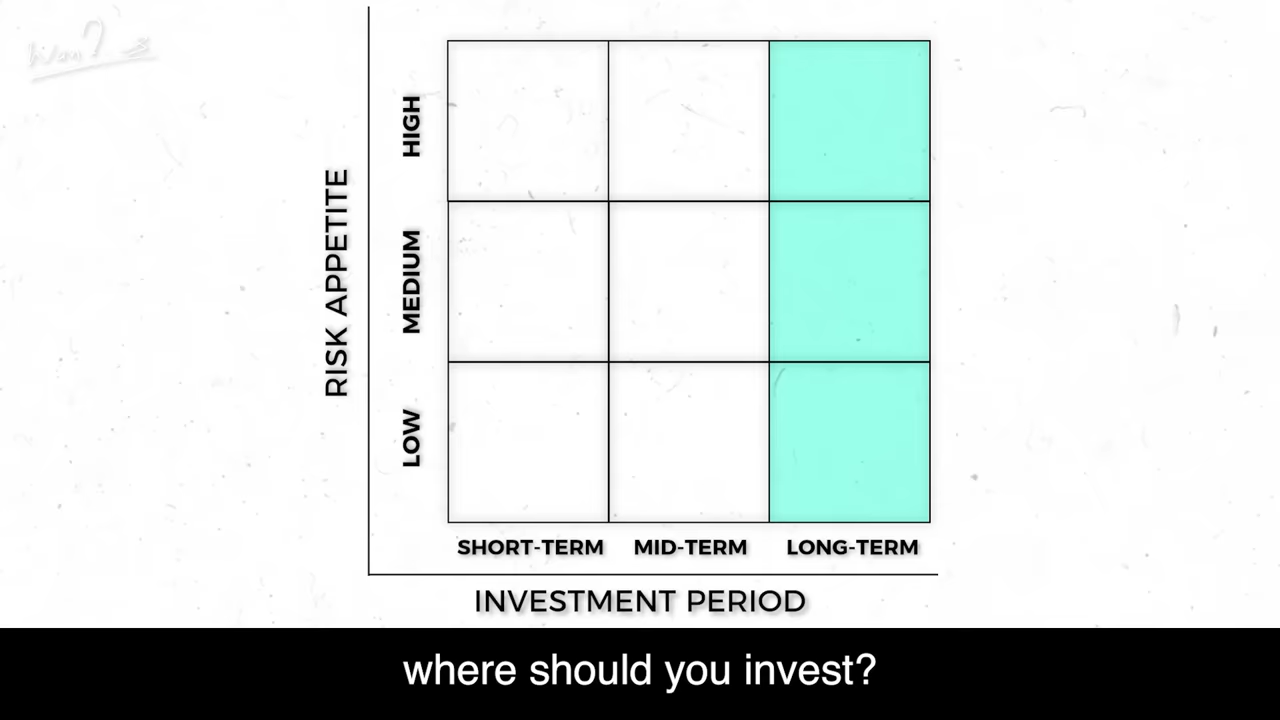 RISK APPETITE
HIGH
MEDIUM
LOW
SHORT-TERM MID-TERM LONG-TERM
INVESTMENT PERIOD
where should you invest?